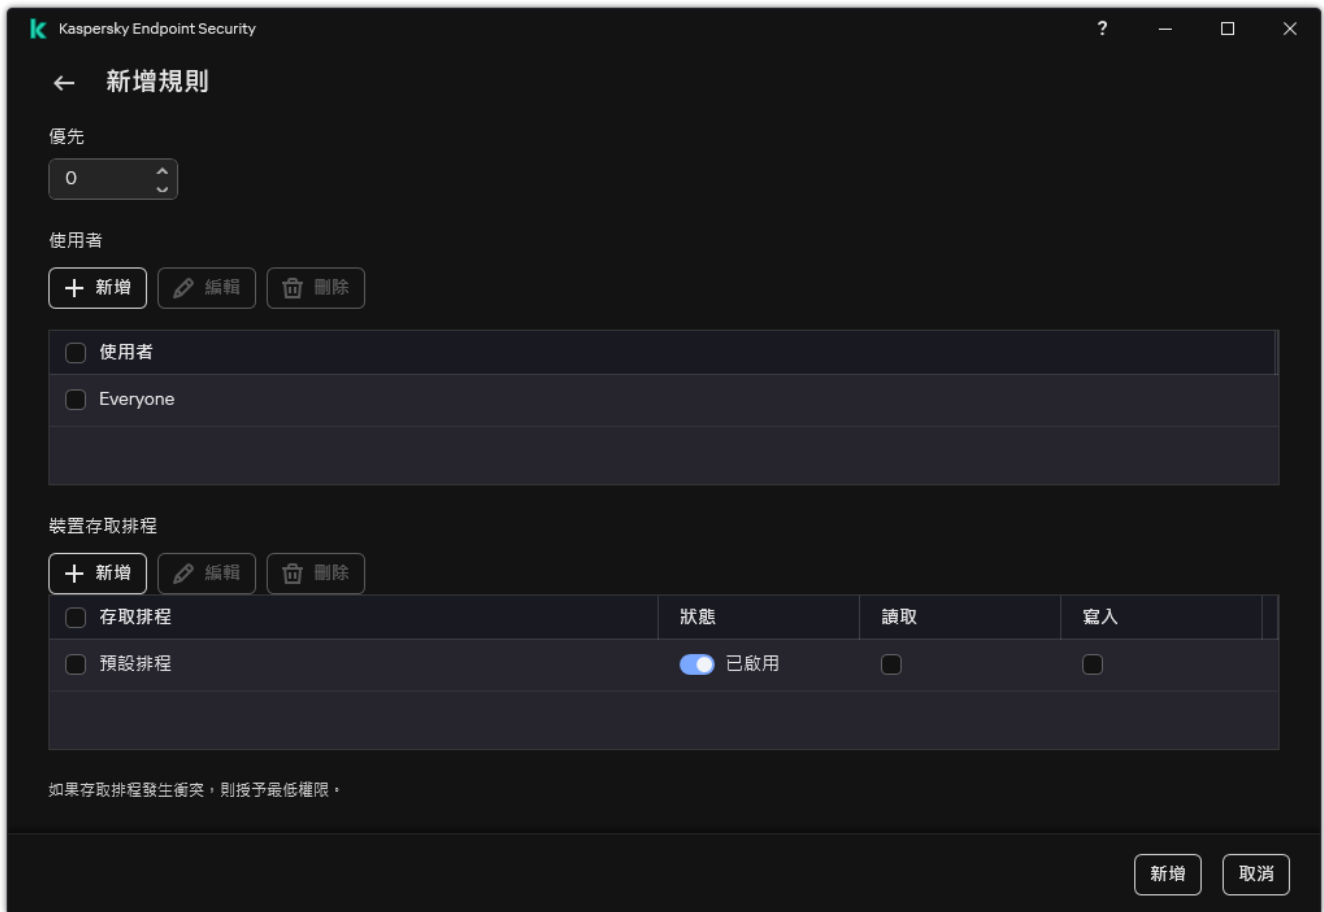 Kaspersky Endpoint Security
新增規則
優先
0
使用者
新增 編輯 刪除
使用者
Everyone
裝置存取排程
新增 編輯 刪除
存取排程 狀態 讀取 寫入
預設排程 已啟用
如果存取排程發生衝突，則授予最低權限。
新增 取消